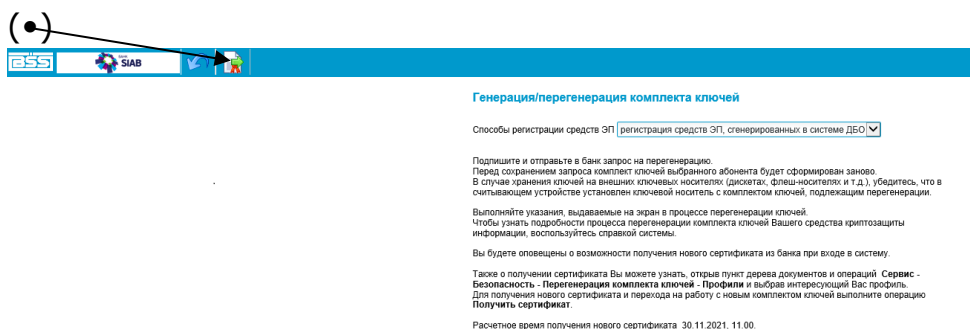 (•)
BSS банк SIAB
Генерация/перегенерация комплекта ключей
Способы регистрации средств ЭП регистрация средств ЭП, сгенерированных в системе ДБО
Подпишите и отправьте в банк запрос на перегенерацию.
Перед сохранением запроса комплект ключей выбранного абонента будет сформирован заново.
В случае хранения ключей на внешних ключевых носителях (дискетах, флеш-носителях и т.д.), убедитесь, что в
считывающем устройстве установлен ключевой носитель с комплектом ключей, подлежащим перегенерации.
Выполняйте указания, выдаваемые на экран в процессе перегенерации ключей.
Чтобы узнать подробности процесса перегенерации комплекта ключей Вашего средства криптозащиты
информации, воспользуйтесь справкой системы.
Вы будете оповещены о возможности получения нового сертификата из банка при входе в систему.
Также о получении сертификата Вы можете узнать, открыв пункт дерева документов и операций Сервис -
Безопасность - Перегенерация комплекта ключей - Профили и выбрав интересующий Вас профиль.
Для получения нового сертификата и перехода на работу с новым комплектом ключей выполните операцию
Получить сертификат.
Расчетное время получения нового сертификата 30.11.2021, 11.00.